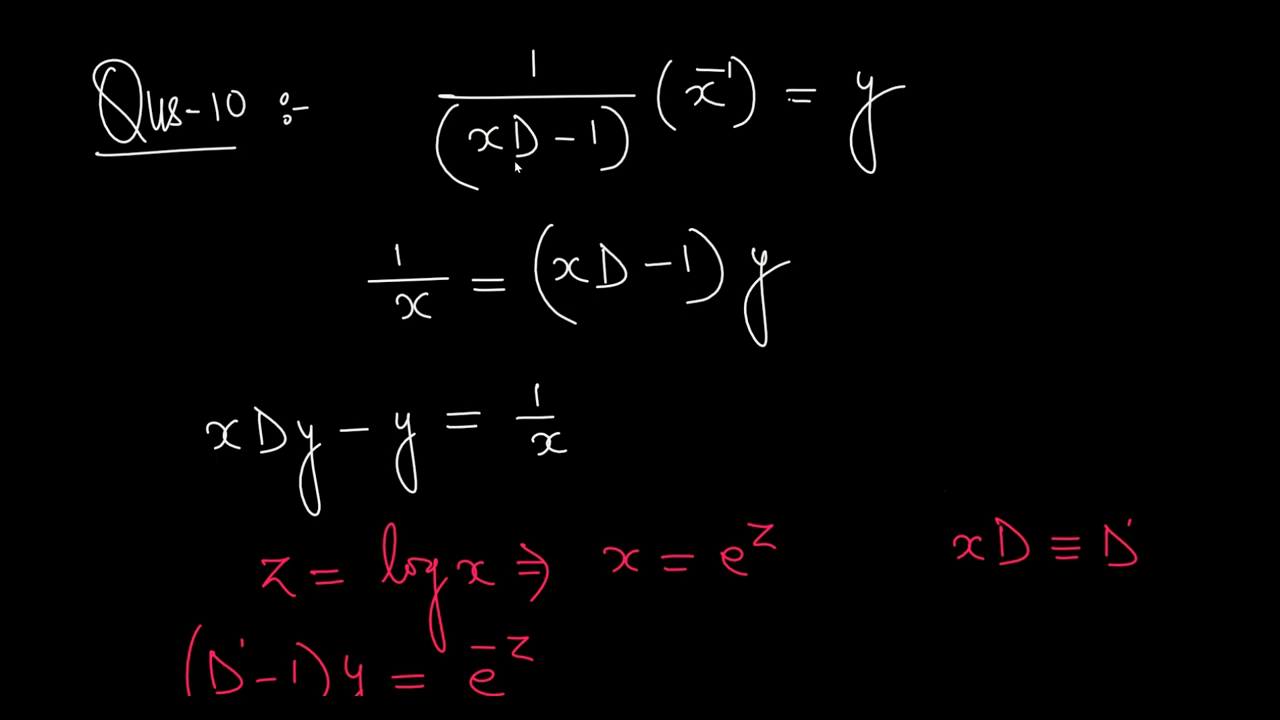 Qus-10 :- 1/(xD-1) (x⁻¹) = y
1/x = (xD-1)y
xDy - y = 1/x
z = log x ⇒ x = e^z xD ≡ D'
(D'-1)y = e^-z